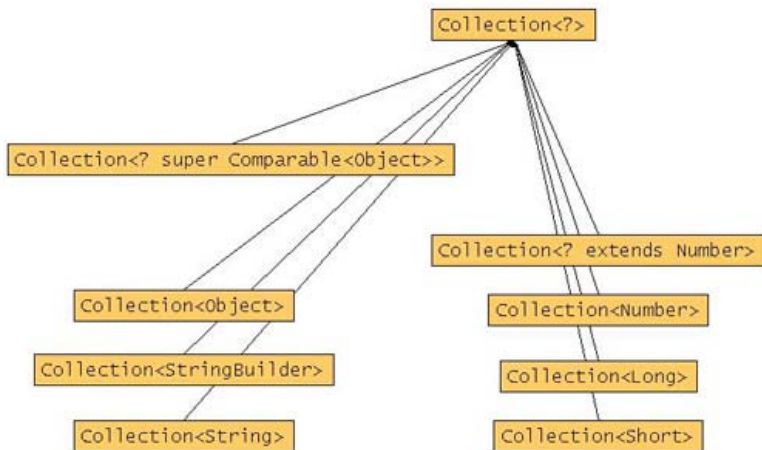 Collection<?>
Collection<? super Comparable<Object>>
Collection<? extends Number>
Collection<Object>
Collection<Number>
Collection<StringBuilder>
Collection<Long>
Collection<String>
Collection<Short>